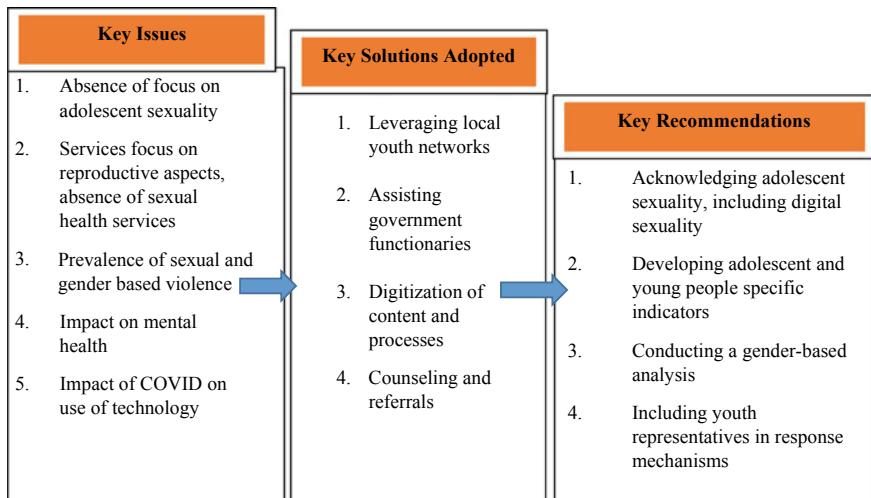 Key Issues
1. Absence of focus on
adolescent sexuality
2. Services focus on
reproductive aspects,
absence of sexual
health services
3. Prevalence of sexual and
gender based violence
4. Impact on mental
health
5. Impact of COVID on
use of technology
Key Solutions Adopted
1. Leveraging local
youth networks
2. Assisting
government
functionaries
3. Digitization of
content and
processes
4. Counseling and
referrals
Key Recommendations
1. Acknowledging adolescent
sexuality, including digital
sexuality
2. Developing adolescent and
young people specific
indicators
3. Conducting a gender-based
analysis
4. Including youth
representatives in response
mechanisms